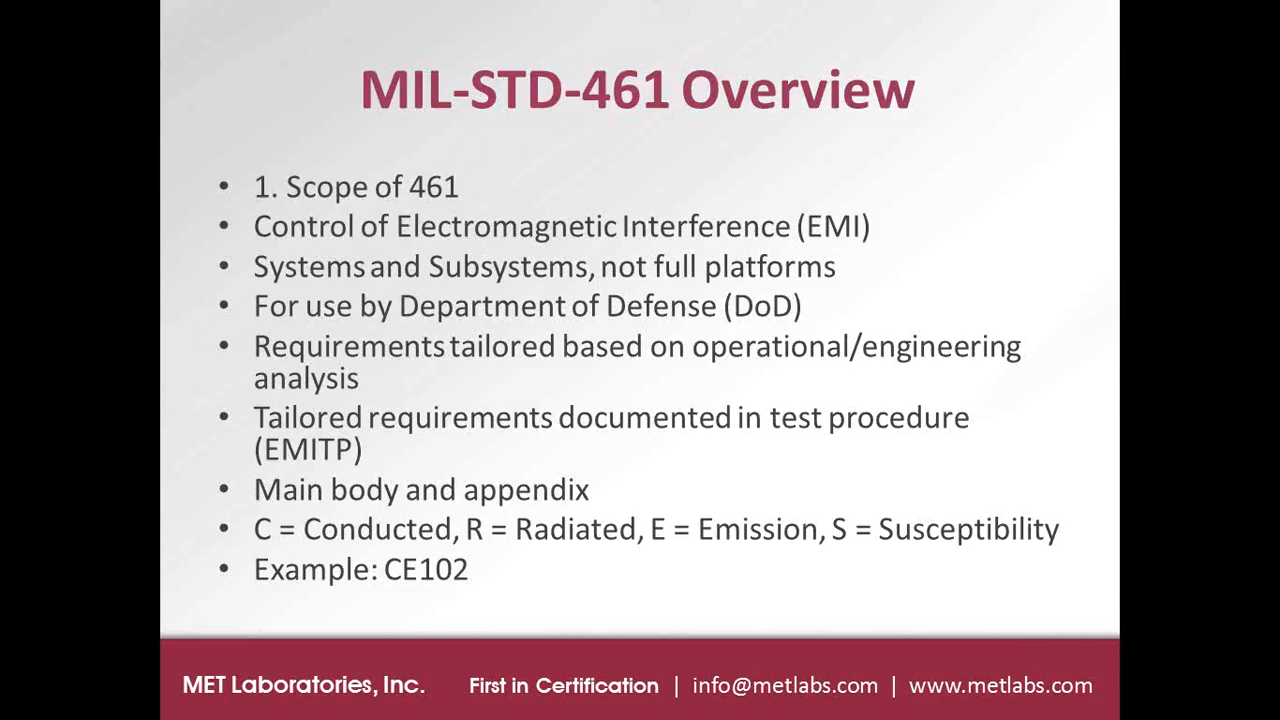 MIL-STD-461 Overview
• 1. Scope of 461
• Control of Electromagnetic Interference (EMI)
• Systems and Subsystems, not full platforms
• For use by Department of Defense (DoD)
• Requirements tailored based on operational/engineering
analysis
• Tailored requirements documented in test procedure
(EMITP)
• Main body and appendix
• C = Conducted, R = Radiated, E = Emission, S = Susceptibility
• Example: CE102
MET Laboratories, Inc. First in Certification | info@metlabs.com | www.metlabs.com